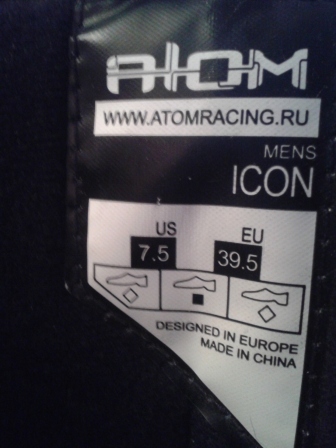 ATOM
WWW.ATOMRACING.RU
MENS
ICON
US EU
7.5 39.5
DESIGNED IN EUROPE
MADE IN CHINA